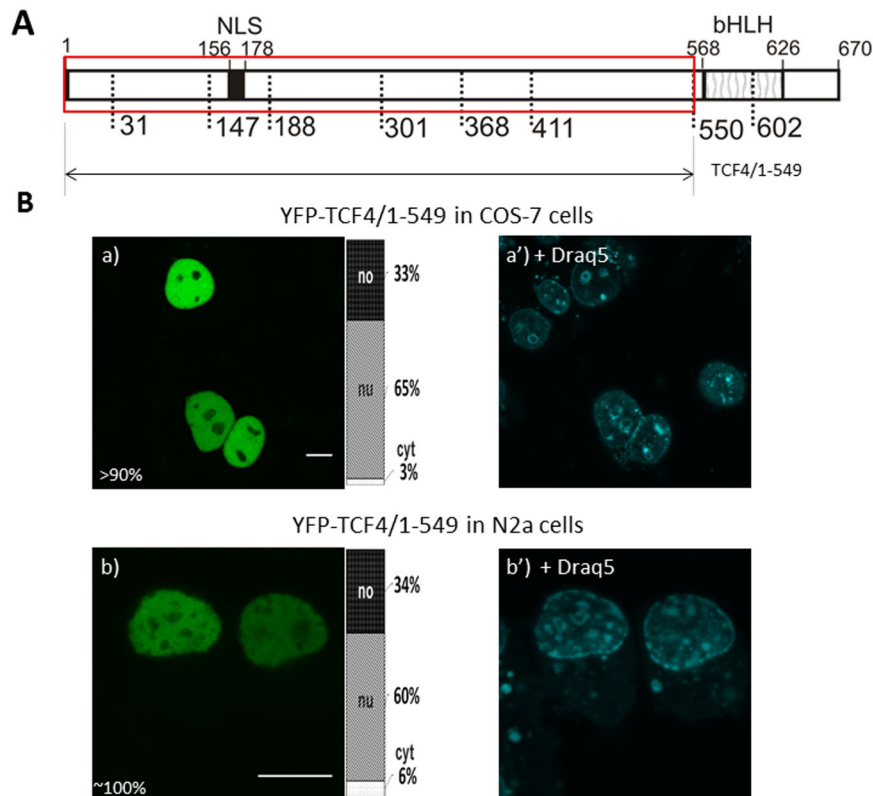 A
NLS
bHLH
1
156
178
568
626
670
31
147
188
301
368
411
550
602
TCF4/1-549
B
YFP-TCF4/1-549 in COS-7 cells
a)
no
33%
nu
65%
cyt
3%
>90%
a') + Draq5
YFP-TCF4/1-549 in N2a cells
b)
no
34%
nu
60%
cyt
6%
~100%
b') + Draq5